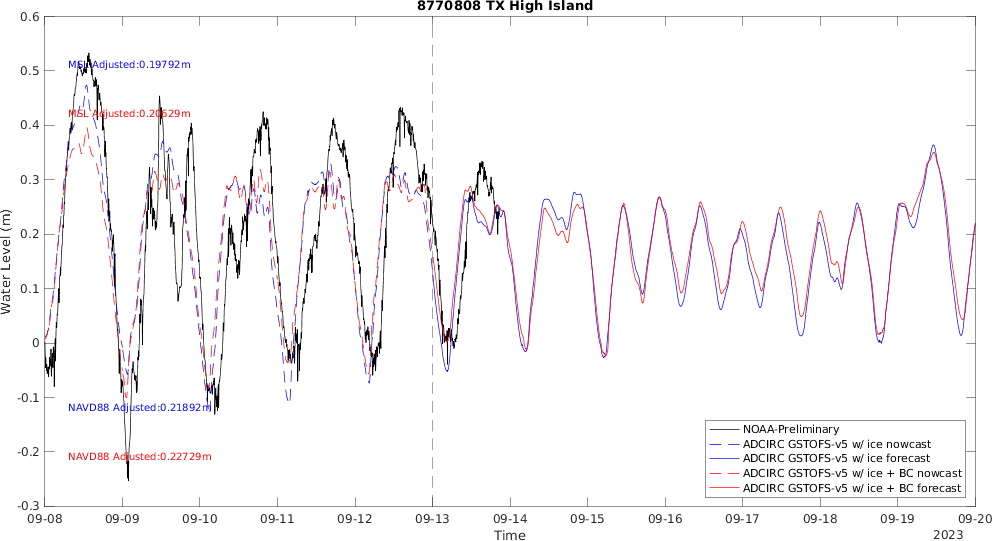 8770808 TX High Island
0.6
0.5
0.4
0.3
0.2
0.1
0
-0.1
-0.2
-0.3
Water Level (m)
MSL Adjusted:0.19792m
MSL Adjusted:0.20629m
NAVD88 Adjusted:0.21892m
NAVD88 Adjusted:0.22729m
NOAA-Preliminary
ADCIRC GSTOFS-v5 w/ ice nowcast
ADCIRC GSTOFS-v5 w/ ice forecast
ADCIRC GSTOFS-v5 w/ ice + BC nowcast
ADCIRC GSTOFS-v5 w/ ice + BC forecast
09-08 09-09 09-10 09-11 09-12 09-13 09-14 09-15 09-16 09-17 09-18 09-19 09-20
Time
2023